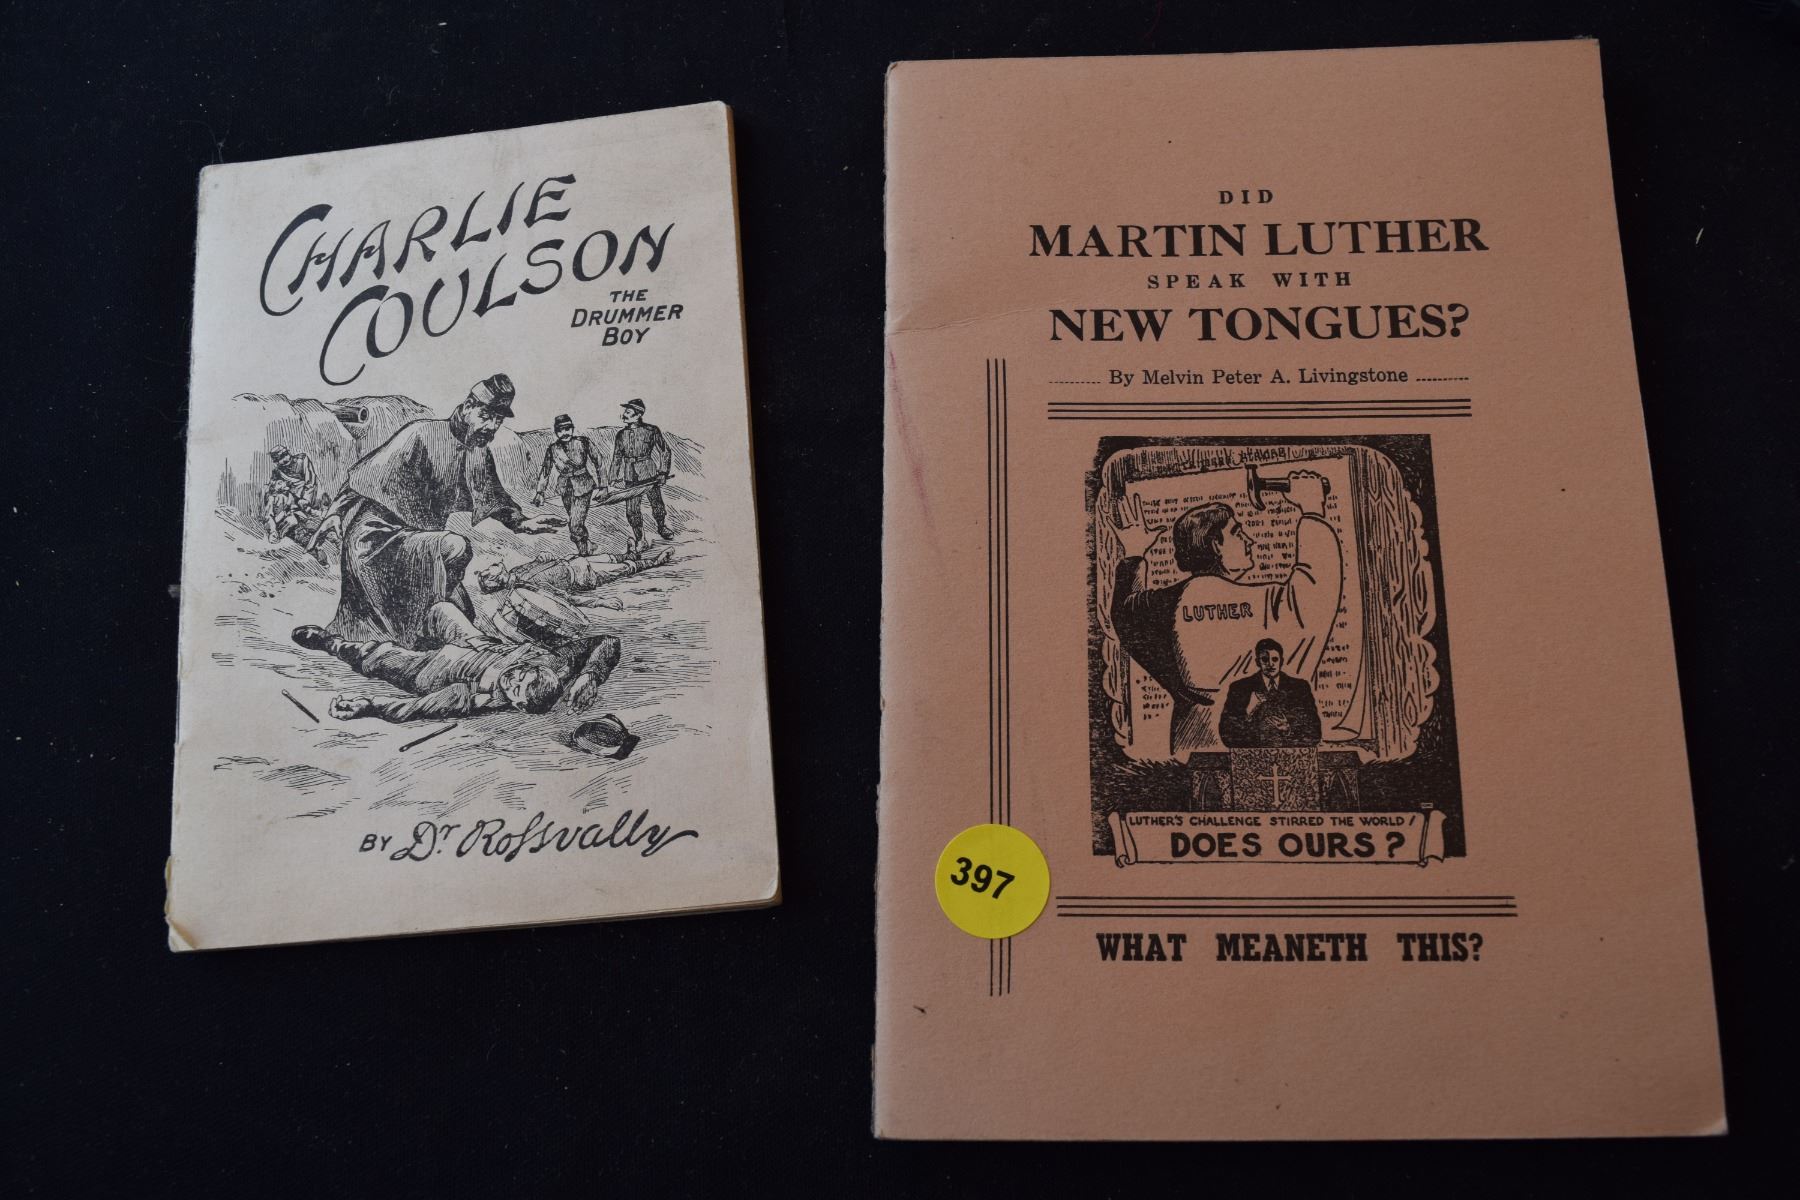 CHARLIE
COULSON
THE
DRUMMER
BOY
BY Dr Rossvally
DID
MARTIN LUTHER
SPEAK WITH
NEW TONGUES?
By Melvin Peter A. Livingstone
LUTHER
LUTHER'S CHALLENGE STIRRED THE WORLD!
DOES OURS?
397
WHAT MEANETH THIS?